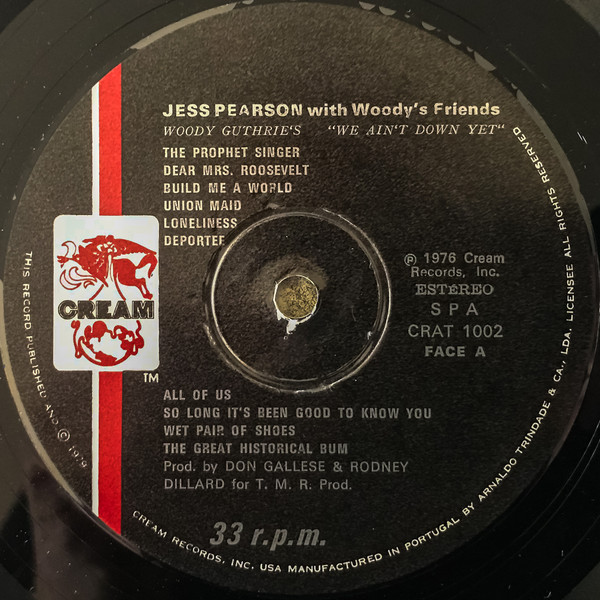 JESS PEARSON with Woody's Friends
WOODY GUTHRIE'S "WE AIN'T DOWN YET"
THE PROPHET SINGER
DEAR MRS. ROOSEVELT
BUILD ME A WORLD
UNION MAID
LONELINESS
DEPORTEE
℗ 1976 Cream
Records, Inc.
ESTÉREO
S P A
CRAT 1002
FACE A
CREAM
TM
ALL OF US
SO LONG IT'S BEEN GOOD TO KNOW YOU
WET PAIR OF SHOES
THE GREAT HISTORICAL BUM
Prod. by DON GALLESE & RODNEY
DILLARD for T. M. R. Prod.
33 r.p.m.
THIS RECORD PUBLISHED AND © 1979
CREAM RECORDS, INC. USA MANUFACTURED IN PORTUGAL BY ARNALDO TRINDADE & CA., LDA. LICENSEE ALL RIGHTS RESERVED